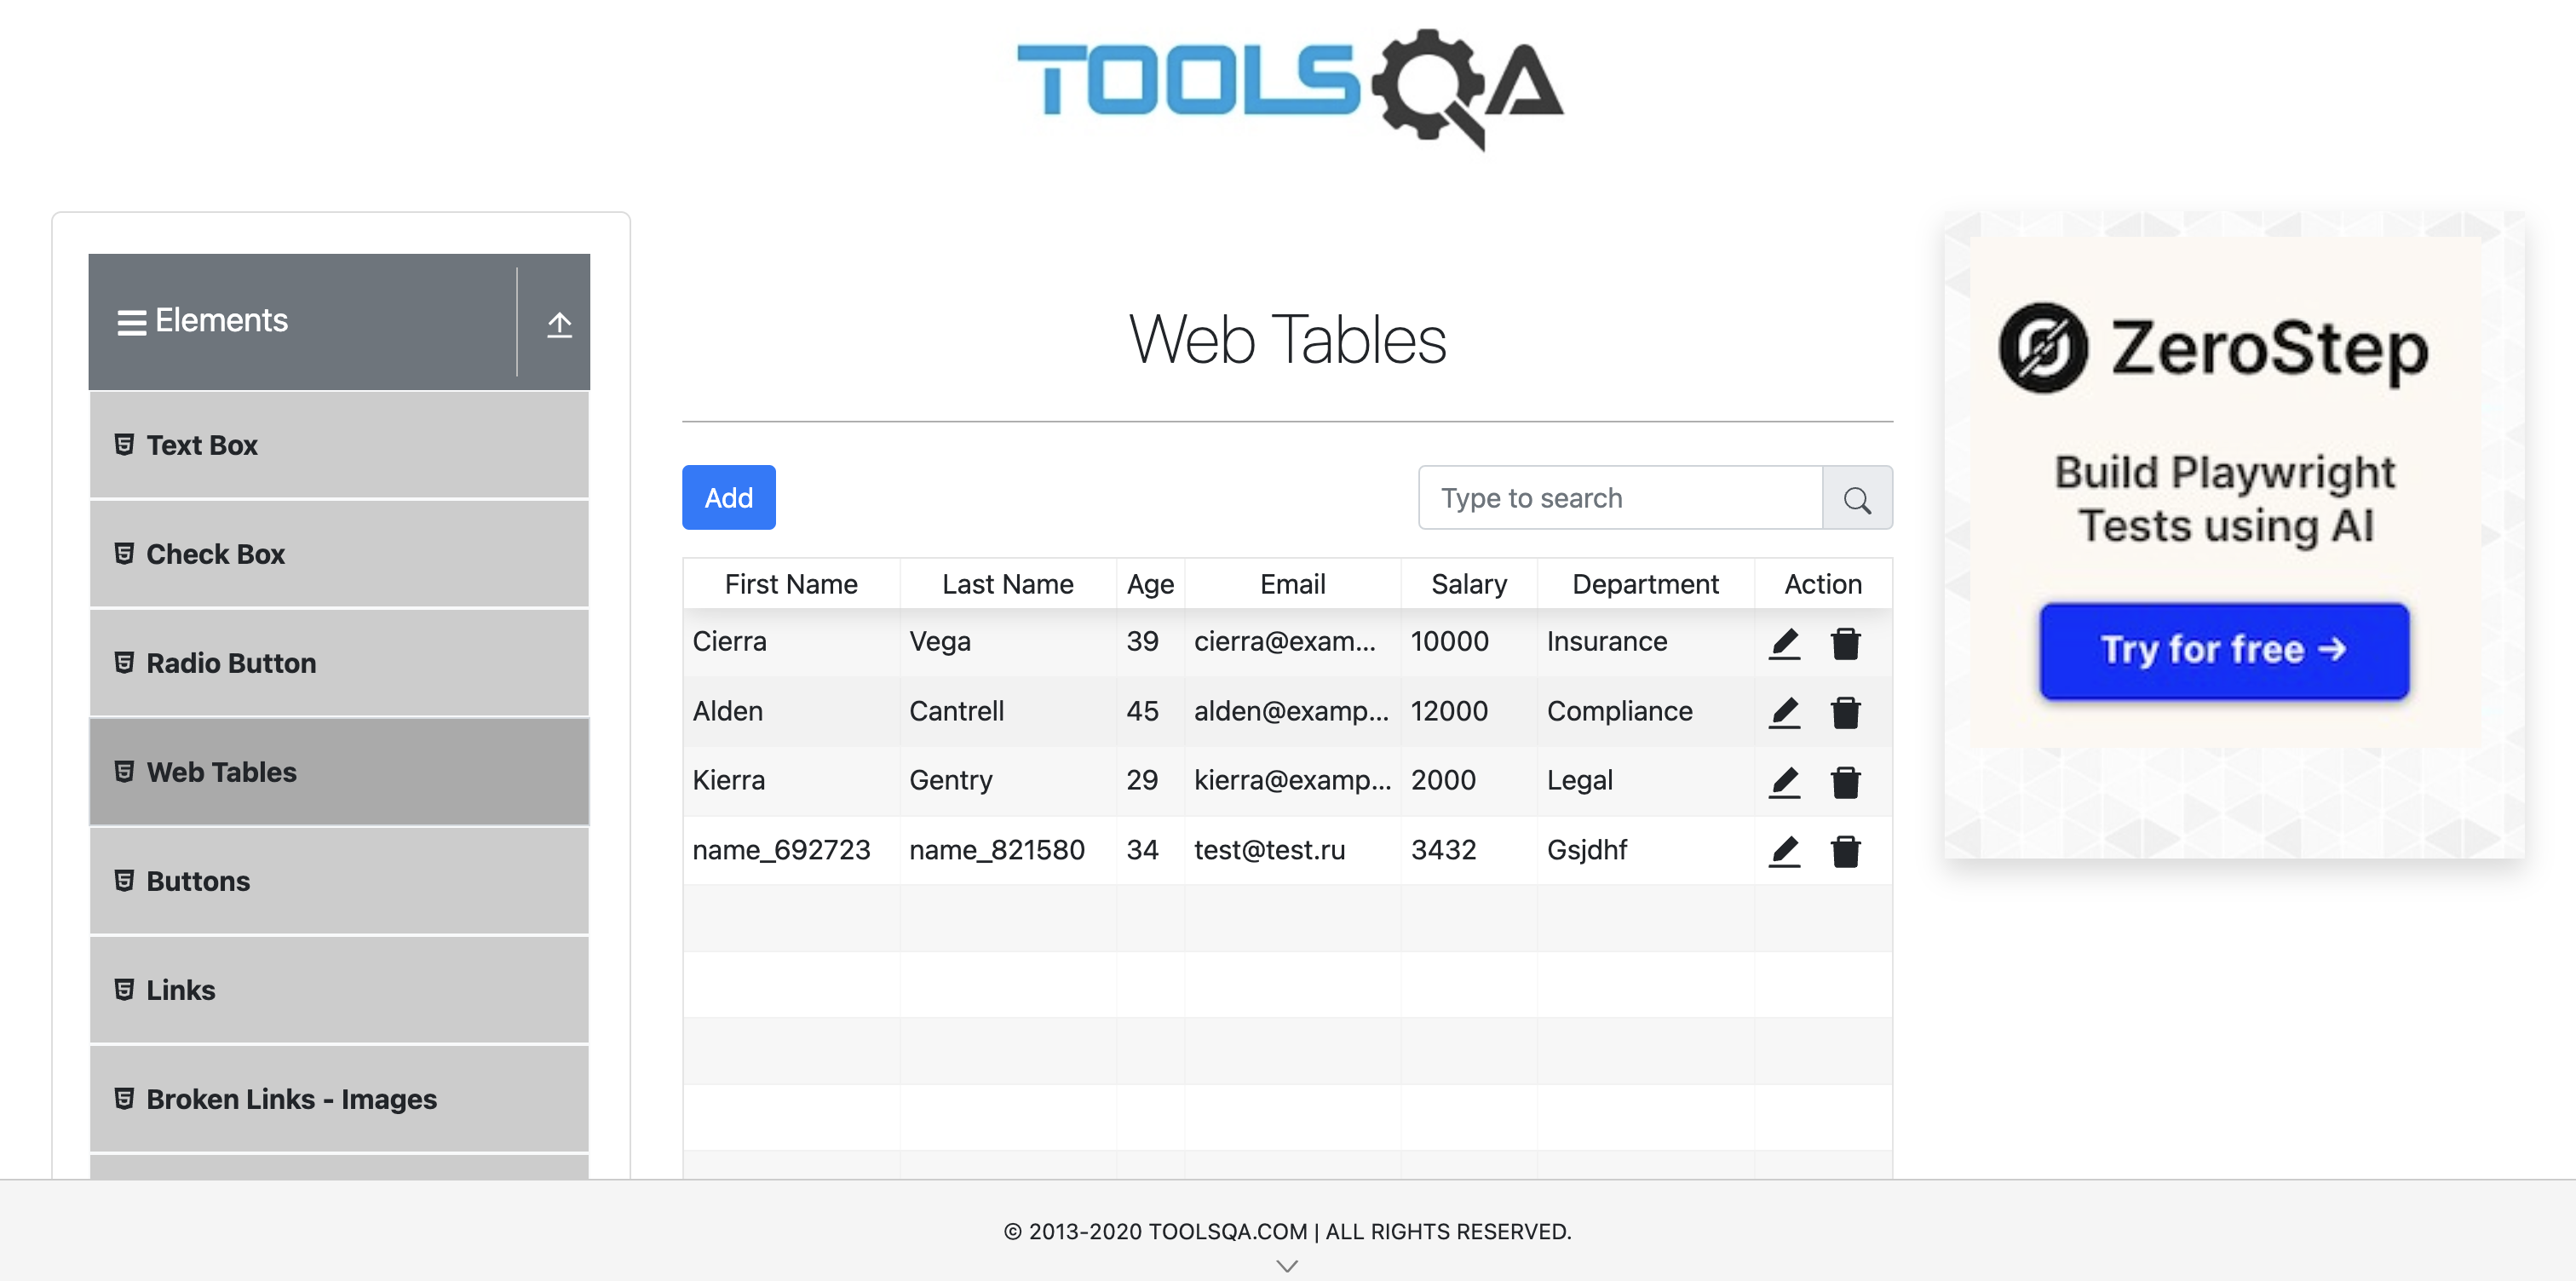 TOOLSQA
Elements
Text Box
Check Box
Radio Button
Web Tables
Buttons
Links
Broken Links - Images
Web Tables
Add
Type to search
First Name Last Name Age Email Salary Department Action
Cierra Vega 39 cierra@exam... 10000 Insurance
Alden Cantrell 45 alden@examp... 12000 Compliance
Kierra Gentry 29 kierra@examp... 2000 Legal
name_692723 name_821580 34 test@test.ru 3432 Gsjdhf
ZeroStep
Build Playwright
Tests using AI
Try for free →
© 2013-2020 TOOLSQA.COM | ALL RIGHTS RESERVED.